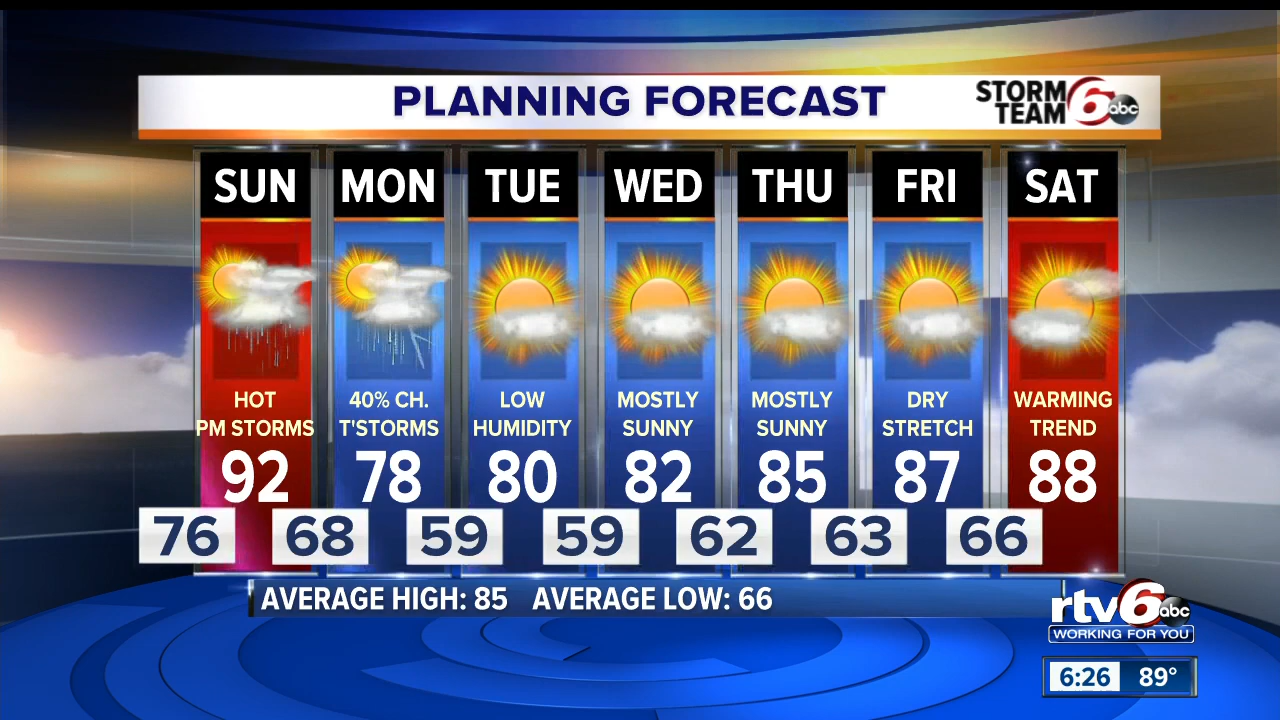 PLANNING FORECAST
STORM
TEAM 6 abc
SUN MON TUE WED THU FRI SAT
HOT 40% CH. LOW MOSTLY MOSTLY DRY WARMING
PM STORMS T'STORMS HUMIDITY SUNNY SUNNY STRETCH TREND
92 78 80 82 85 87 88
76 68 59 59 62 63 66
AVERAGE HIGH: 85 AVERAGE LOW: 66
rtv6 abc
WORKING FOR YOU
6:26 89°